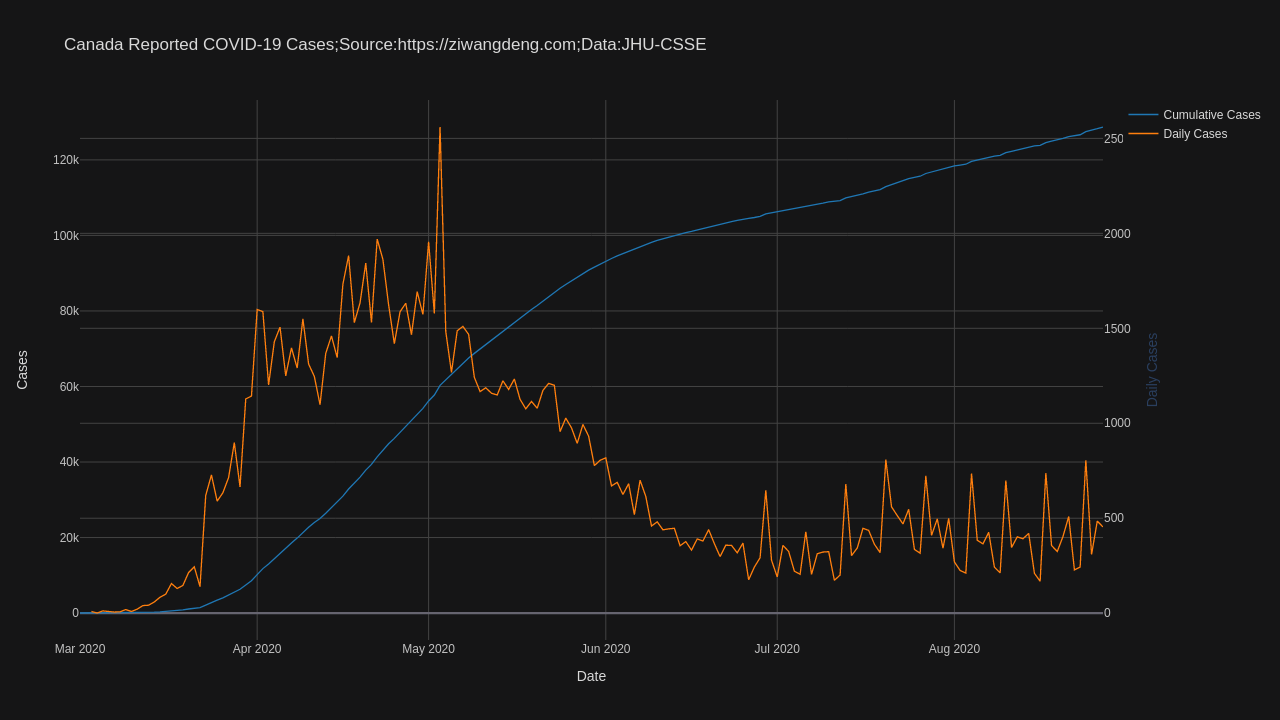 Canada Reported COVID-19 Cases;Source:https://ziwangdeng.com;Data:JHU-CSSE
Cumulative Cases
Daily Cases
120k
100k
80k
60k
40k
20k
0
Cases
250
2000
1500
1000
500
0
Daily Cases
Mar 2020
Apr 2020
May 2020
Jun 2020
Jul 2020
Aug 2020
Date